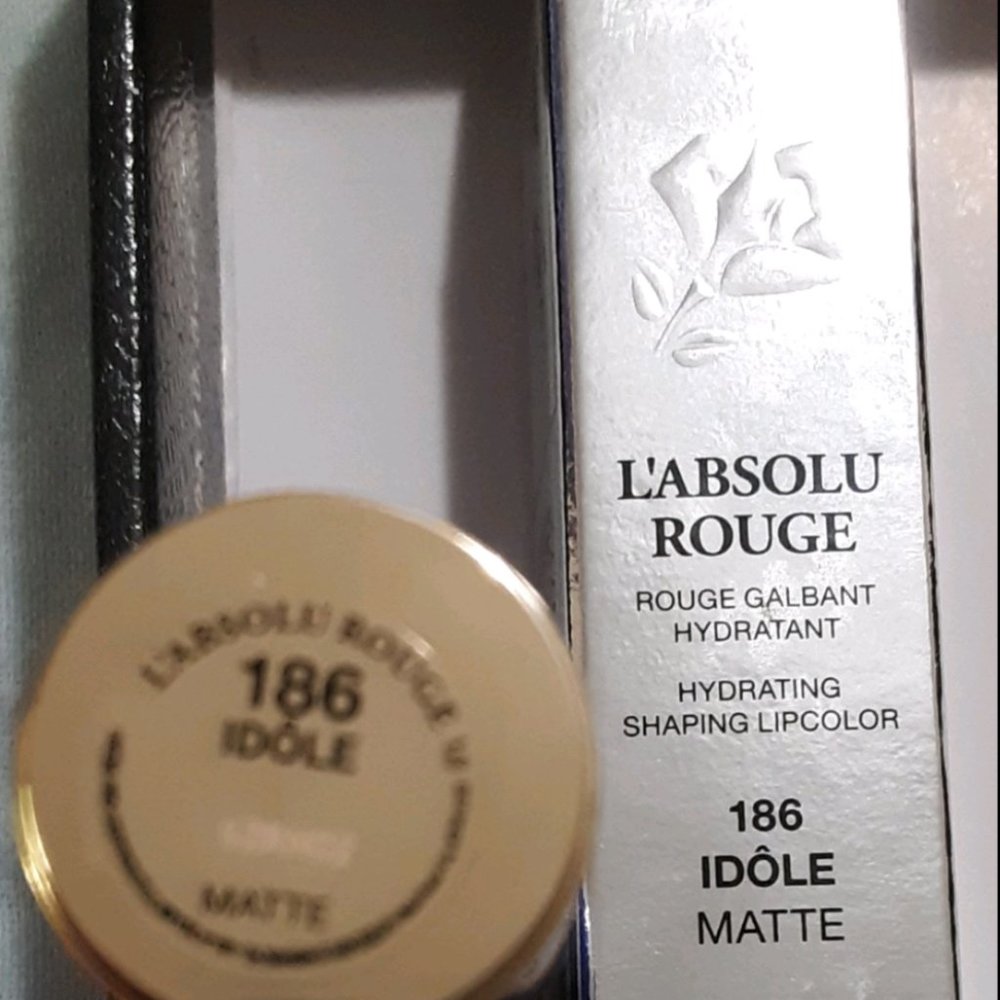 L'ABSOLU
ROUGE
ROUGE GALBANT
HYDRATANT
HYDRATING
SHAPING LIPCOLOR
186
IDÔLE
MATTE
L'ABSOLU ROUGE
186
IDÔLE
MATTE